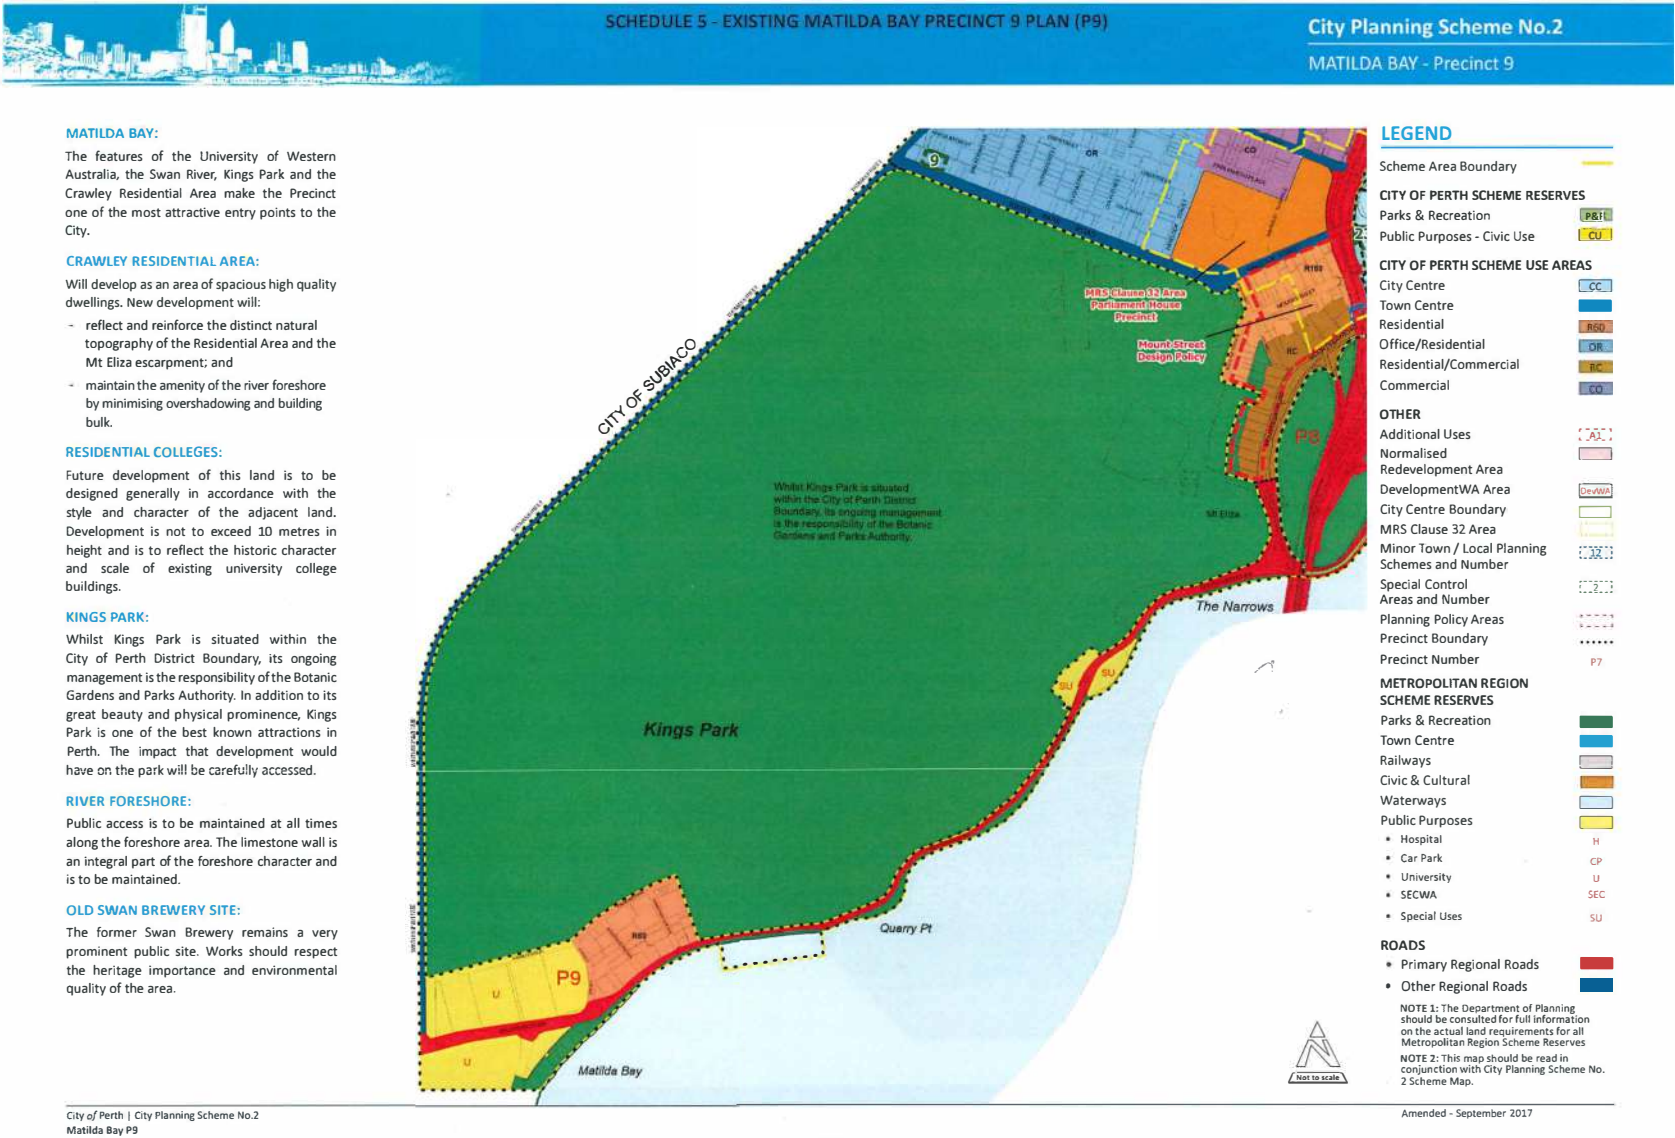 SCHEDULE 5 - EXISTING MATILDA BAY PRECINCT 9 PLAN (P9)
City Planning Scheme No.2
MATILDA BAY - Precinct 9
MATILDA BAY:
The features of the University of Western
Australia, the Swan River, Kings Park and the
Crawley Residential Area make the Precinct
one of the most attractive entry points to the
City.
CRAWLEY RESIDENTIAL AREA:
Will develop as an area of spacious high quality
dwellings. New development will:
- reflect and reinforce the distinct natural
topography of the Residential Area and the
Mt Eliza escarpment; and
- maintain the amenity of the river foreshore
by minimising overshadowing and building
bulk.
RESIDENTIAL COLLEGES:
Future development of this land is to be
designed generally in accordance with the
style and character of the adjacent land.
Development is not to exceed 10 metres in
height and is to reflect the historic character
and scale of existing university college
buildings.
KINGS PARK:
Whilst Kings Park is situated within the
City of Perth District Boundary, its ongoing
management is the responsibility of the Botanic
Gardens and Parks Authority. In addition to its
great beauty and physical prominence, Kings
Park is one of the best known attractions in
Perth. The impact that development would
have on the park will be carefully accessed.
RIVER FORESHORE:
Public access is to be maintained at all times
along the foreshore area. The limestone wall is
an integral part of the foreshore character and
is to be maintained.
OLD SWAN BREWERY SITE:
The former Swan Brewery remains a very
prominent public site. Works should respect
the heritage importance and environmental
quality of the area.
9
OR
CO
R160
MRS Clause 32 Area
Parliament House
Precinct
Mount Street
Design Policy
RC
P8
CITY OF SUBIACO
Whilst Kings Park is situated
within the City of Perth District
Boundary, its ongoing management
is the responsibility of the Botanic
Gardens and Parks Authority.
Mt Eliza
The Narrows
SU
SU
Kings Park
Quarry Pt
R60
P9
U
U
Matilda Bay
Not to scale
LEGEND
Scheme Area Boundary
CITY OF PERTH SCHEME RESERVES
Parks & Recreation P&R
Public Purposes - Civic Use CU
CITY OF PERTH SCHEME USE AREAS
City Centre CC
Town Centre
Residential R60
Office/Residential OR
Residential/Commercial RC
Commercial CO
OTHER
Additional Uses A1
Normalised
Redevelopment Area
DevelopmentWA Area DevWA
City Centre Boundary
MRS Clause 32 Area
Minor Town / Local Planning 12
Schemes and Number
Special Control 2
Areas and Number
Planning Policy Areas
Precinct Boundary
Precinct Number P7
METROPOLITAN REGION
SCHEME RESERVES
Parks & Recreation
Town Centre
Railways
Civic & Cultural
Waterways
Public Purposes
• Hospital H
• Car Park CP
• University U
• SECWA SEC
• Special Uses SU
ROADS
• Primary Regional Roads
• Other Regional Roads
NOTE 1: The Department of Planning
should be consulted for full information
on the actual land requirements for all
Metropolitan Region Scheme Reserves
NOTE 2: This map should be read in
conjunction with City Planning Scheme No.
2 Scheme Map.
City of Perth | City Planning Scheme No.2
Matilda Bay P9
Amended - September 2017